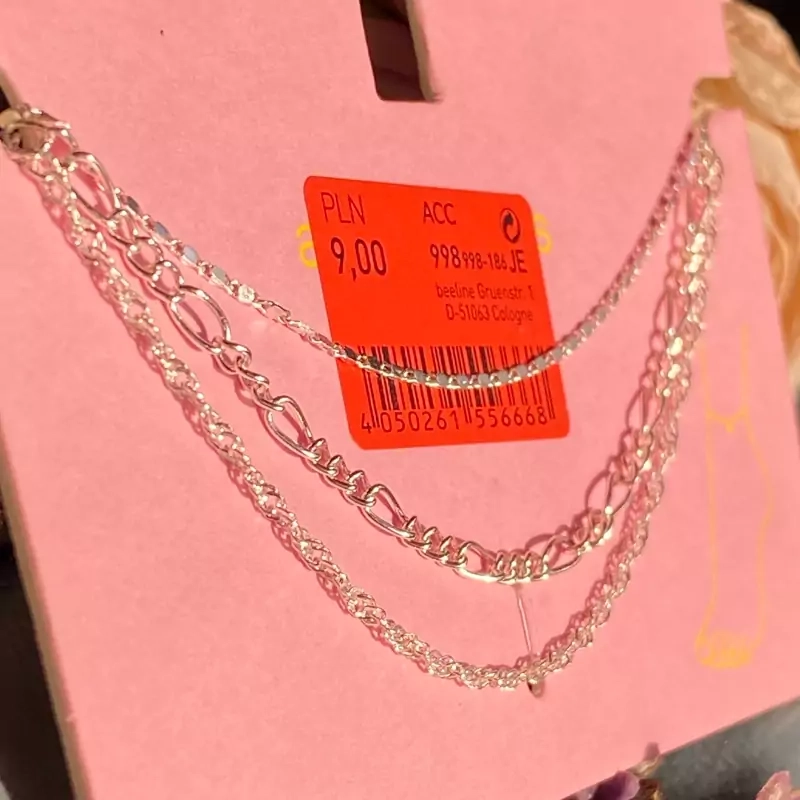 PLN ACC
9,00 998998-186 JE
beeline Gruenstr. 1
D-51063 Cologne
4 050261 556668